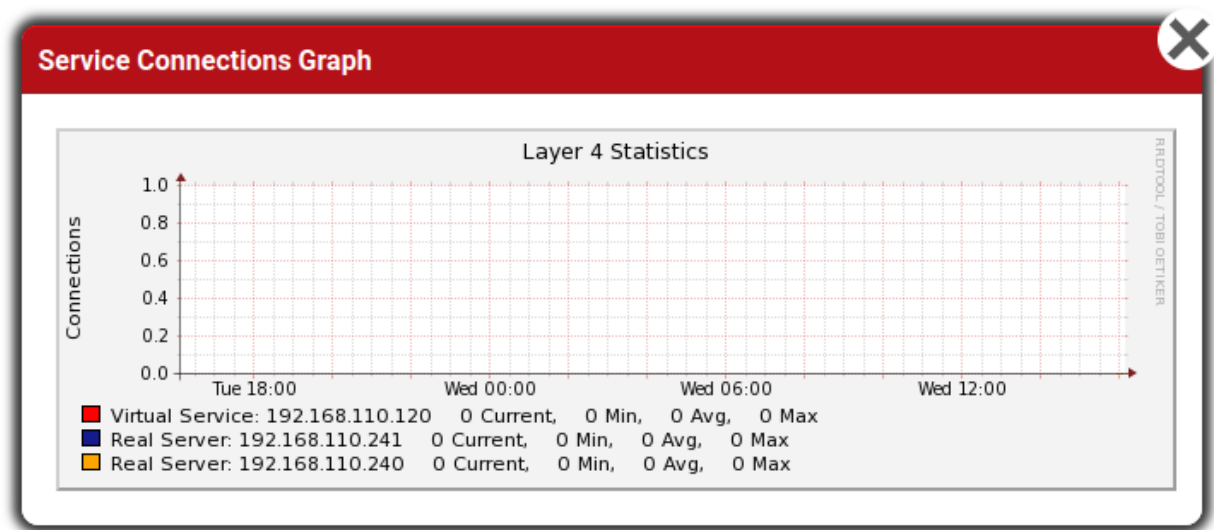 Service Connections Graph
Layer 4 Statistics
RRDTOOL / TOBI OETIKER
Connections
1.0
0.8
0.6
0.4
0.2
0.0
Tue 18:00 Wed 00:00 Wed 06:00 Wed 12:00
Virtual Service: 192.168.110.120 0 Current, 0 Min, 0 Avg, 0 Max
Real Server: 192.168.110.241 0 Current, 0 Min, 0 Avg, 0 Max
Real Server: 192.168.110.240 0 Current, 0 Min, 0 Avg, 0 Max